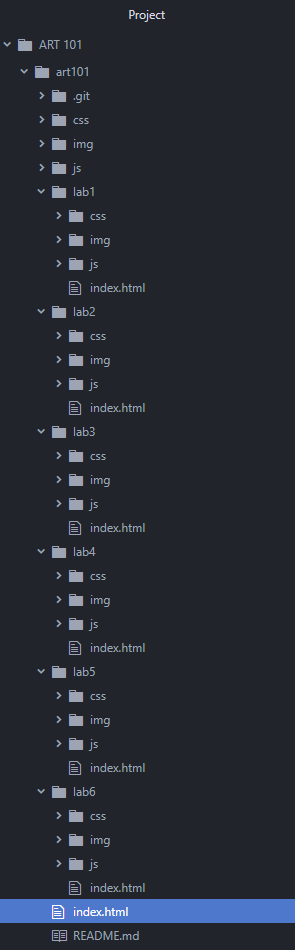 Project
ART 101
art101
.git
css
img
js
lab1
css
img
js
index.html
lab2
css
img
js
index.html
lab3
css
img
js
index.html
lab4
css
img
js
index.html
lab5
css
img
js
index.html
lab6
css
img
js
index.html
index.html
README.md